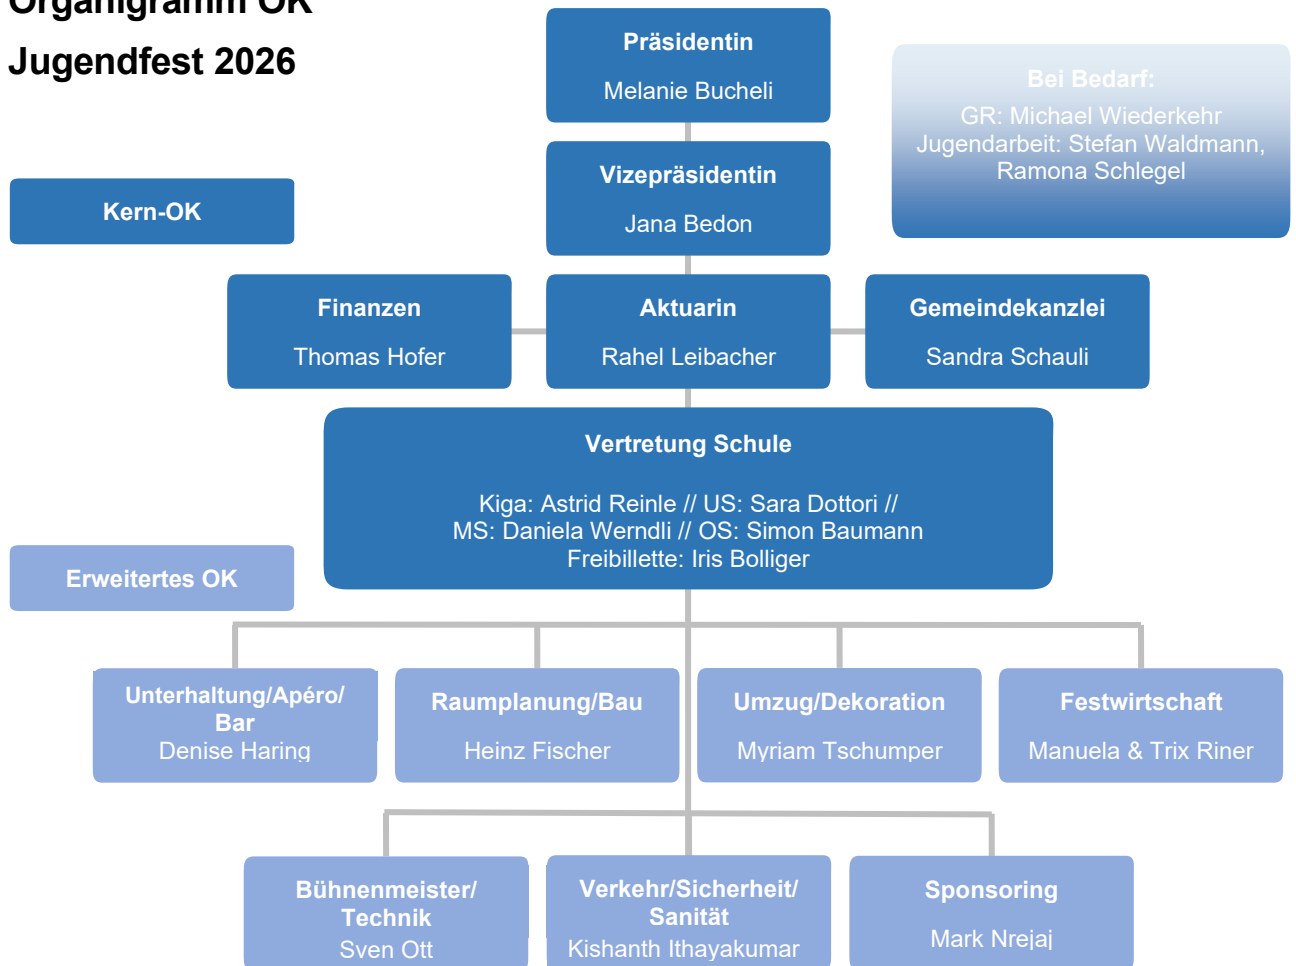 Organigramm OK
Jugendfest 2026
Präsidentin
Melanie Bucheli
Bei Bedarf:
GR: Michael Wiederkehr
Jugendarbeit: Stefan Waldmann,
Ramona Schlegel
Vizepräsidentin
Jana Bedon
Kern-OK
Finanzen
Thomas Hofer
Aktuarin
Rahel Leibacher
Gemeindekanzlei
Sandra Schauli
Vertretung Schule
Kiga: Astrid Reinle // US: Sara Dottori //
MS: Daniela Werndli // OS: Simon Baumann
Freibillette: Iris Bolliger
Erweitertes OK
Unterhaltung/Apéro/
Bar
Denise Haring
Raumplanung/Bau
Heinz Fischer
Umzug/Dekoration
Myriam Tschumper
Festwirtschaft
Manuela & Trix Riner
Bühnenmeister/
Technik
Sven Ott
Verkehr/Sicherheit/
Sanität
Kishanth Ithayakumar
Sponsoring
Mark Nrejaj